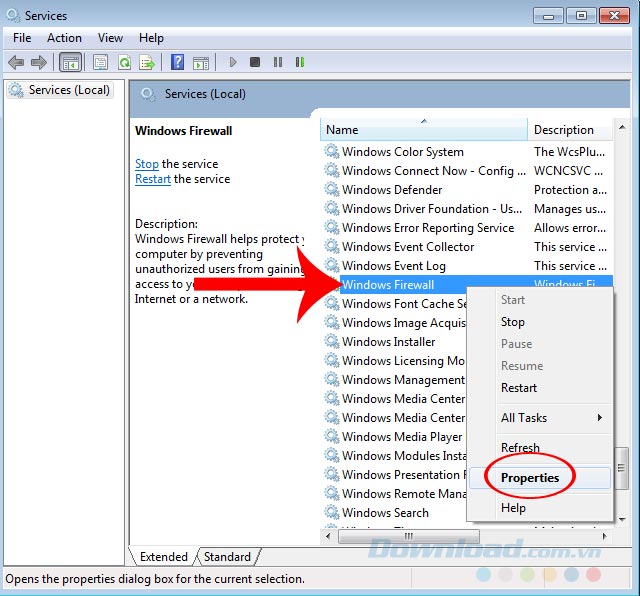 Services
File Action View Help
Services (Local)
Services (Local)
Windows Firewall
Stop the service
Restart the service
Description:
Windows Firewall helps protect y
computer by preventing
unauthorized users from gaining
access to yo
Internet or a network.
Name Description
Windows Color System The WcsPlu...
Windows Connect Now - Config ... WCNCSVC ...
Windows Defender Protection a...
Windows Driver Foundation - Us... Manages us...
Windows Error Reporting Service Allows error...
Windows Event Collector This service ...
Windows Event Log This service ...
Windows Firewall Windows Fi...
Windows Font Cache Se
Windows Image Acquis
Windows Installer
Windows Licensing Mo
Windows Management
Windows Media Center
Windows Media Center
Windows Media Player
Windows Modules Insta
Windows Presentation F
Windows Remote Mana
Windows Search
Start
Stop
Pause
Resume
Restart
All Tasks
Refresh
Properties
Help
Extended Standard
Download.com.vn
Opens the properties dialog box for the current selection.